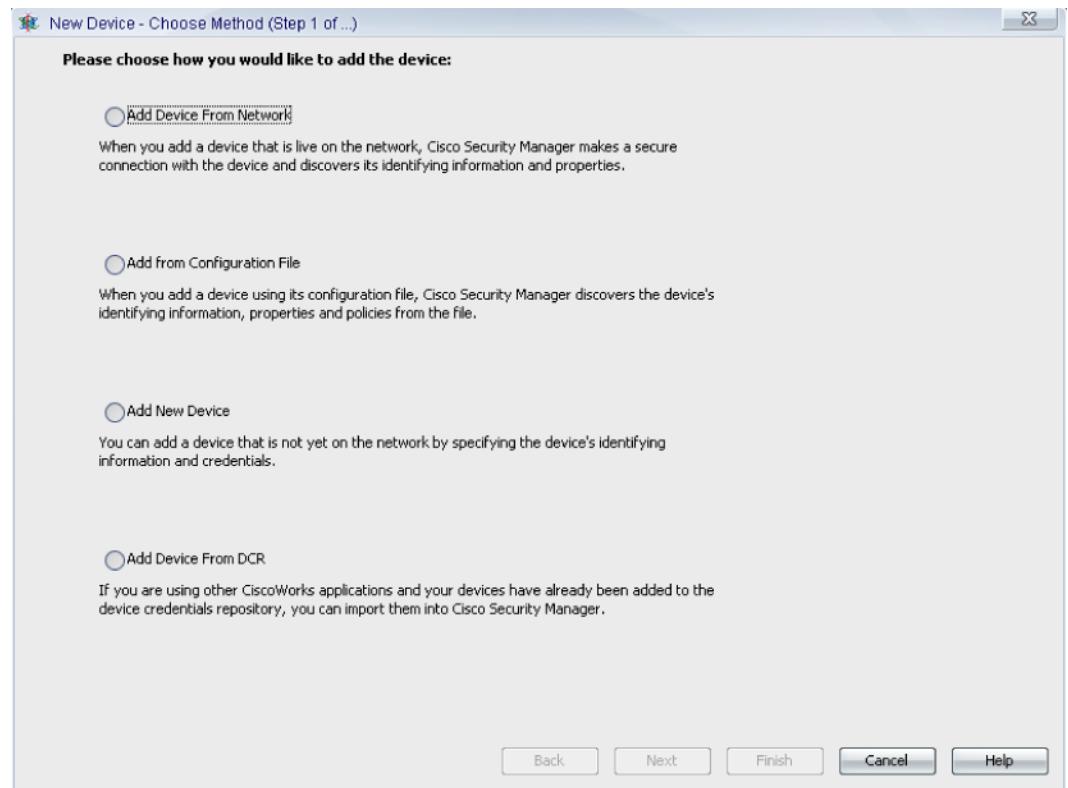 New Device - Choose Method (Step 1 of ...)
Please choose how you would like to add the device:
Add Device From Network
When you add a device that is live on the network, Cisco Security Manager makes a secure
connection with the device and discovers its identifying information and properties.
Add from Configuration File
When you add a device using its configuration file, Cisco Security Manager discovers the device's
identifying information, properties and policies from the file.
Add New Device
You can add a device that is not yet on the network by specifying the device's identifying
information and credentials.
Add Device From DCR
If you are using other CiscoWorks applications and your devices have already been added to the
device credentials repository, you can import them into Cisco Security Manager.
Back Next Finish Cancel Help